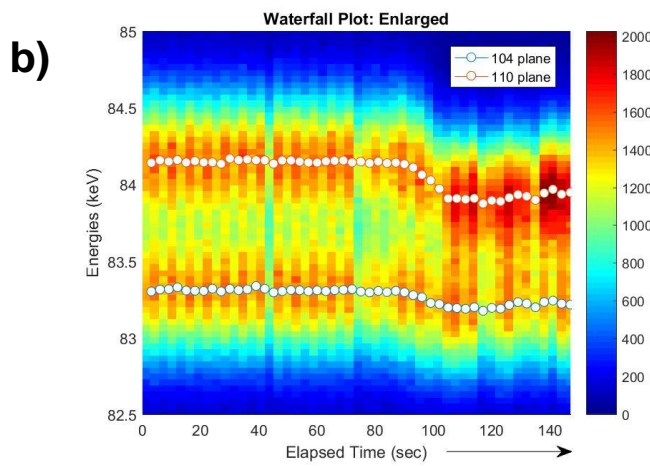 b)
Waterfall Plot: Enlarged
104 plane
110 plane
Energies (keV)
85
84.5
84
83.5
83
82.5
0 20 40 60 80 100 120 140
Elapsed Time (sec)
2000
1800
1600
1400
1200
1000
800
600
400
200
0